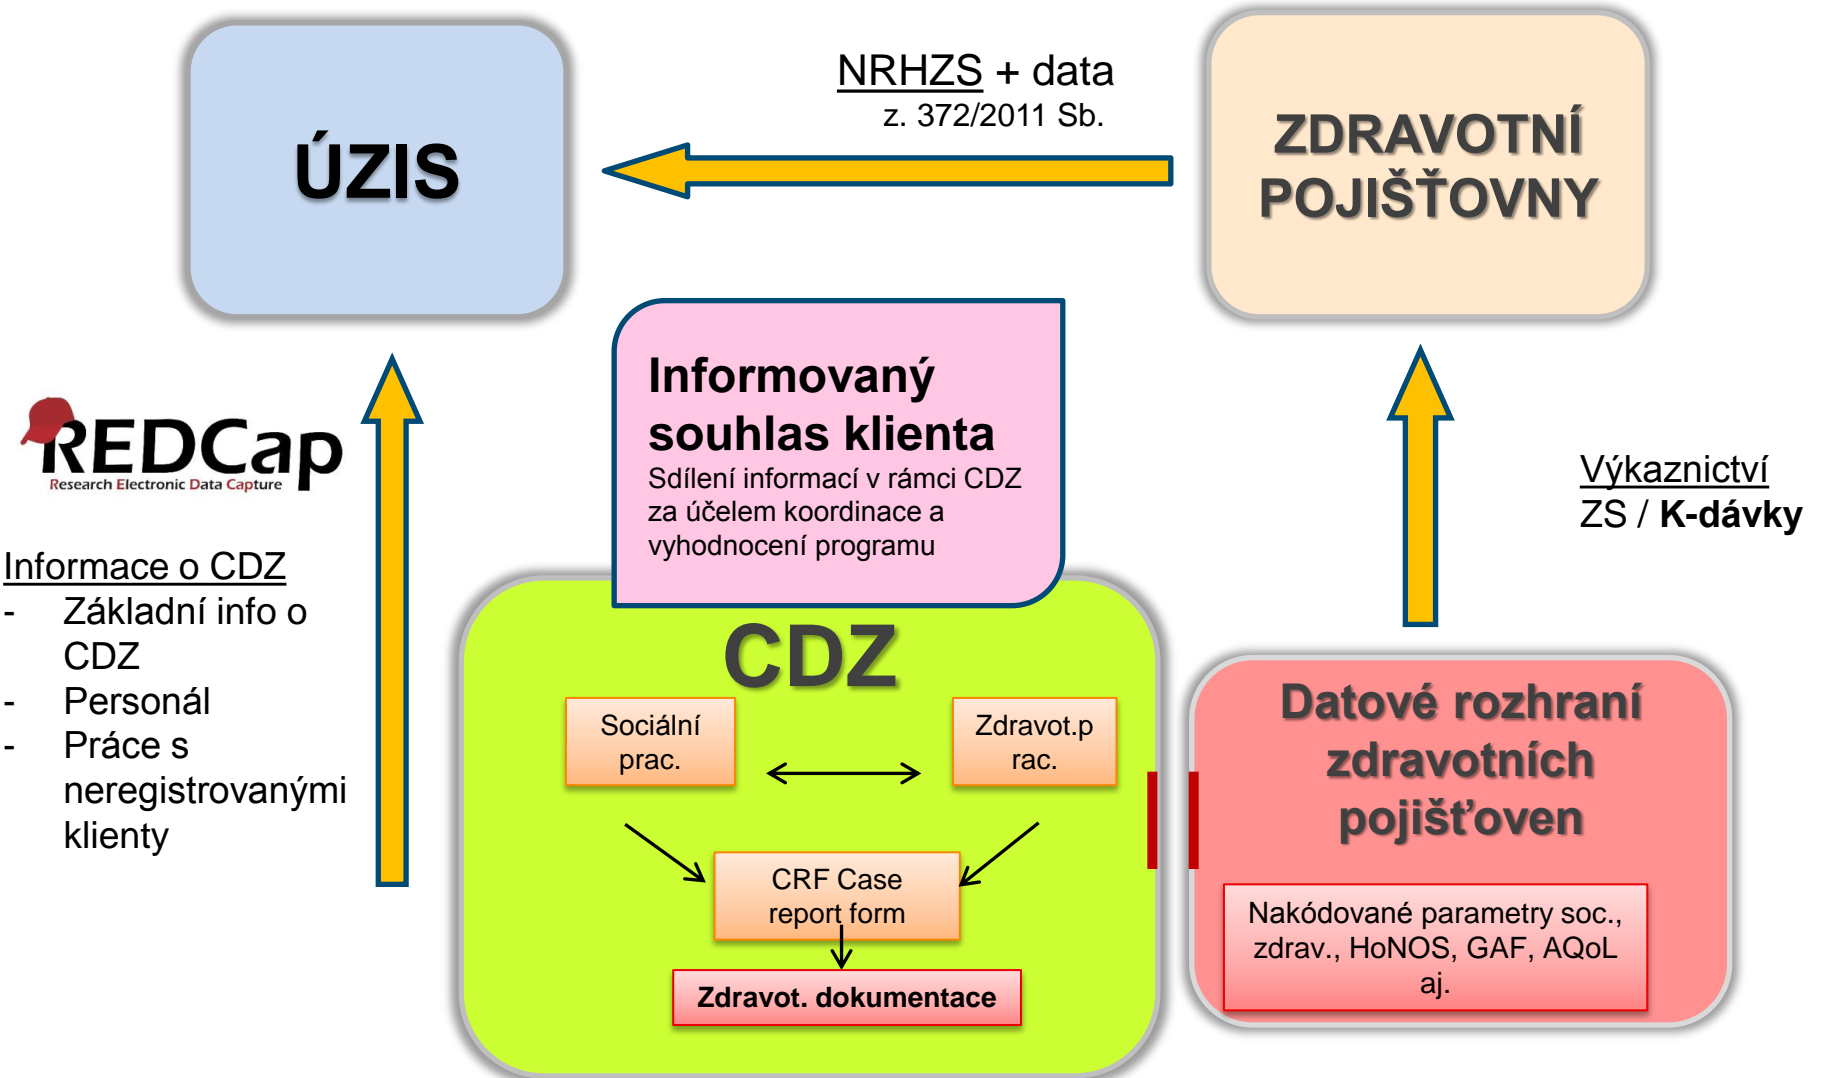 ÚZIS
NRHZS + data
z. 372/2011 Sb.
ZDRAVOTNÍ
POJIŠŤOVNY
REDCap
Research Electronic Data Capture
Informace o CDZ
- Základní info o
CDZ
- Personál
- Práce s
neregistrovanými
klienty
Informovaný
souhlas klienta
Sdílení informací v rámci CDZ
za účelem koordinace a
vyhodnocení programu
Výkaznictví
ZS / K-dávky
CDZ
Sociální
prac.
Zdravot.p
rac.
CRF Case
report form
Zdravot. dokumentace
Datové rozhraní
zdravotních
pojišťoven
Nakódované parametry soc.,
zdrav., HoNOS, GAF, AQoL
aj.